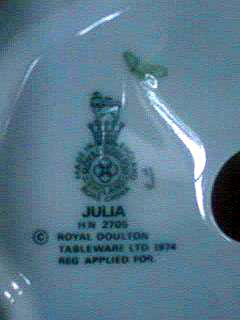 JULIA
H N 2705
© ROYAL DOULTON
TABLEWARE LTD 1974
REG APPLIED FOR.